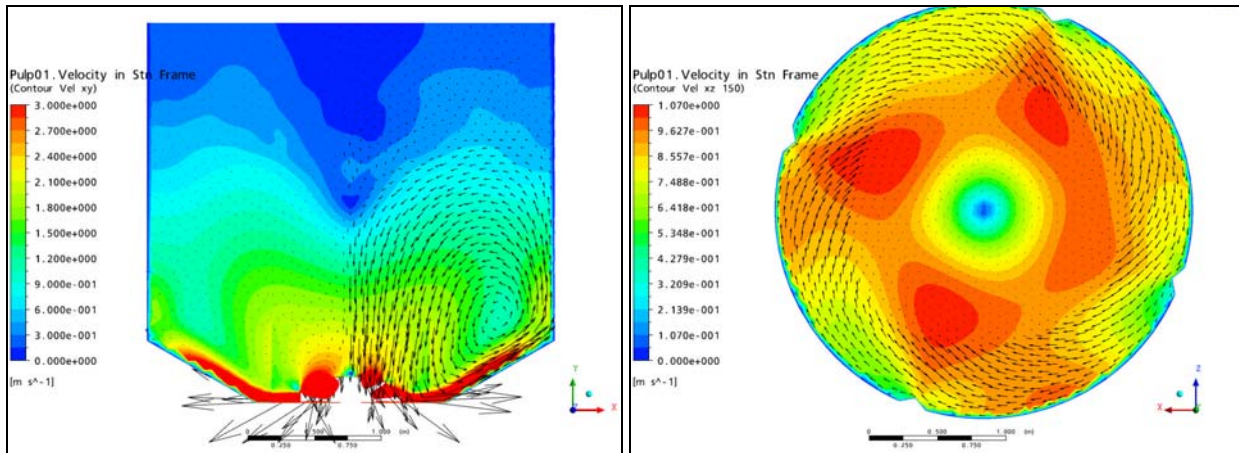 Pulp01.Velocity in Stn Frame
(Contour Vel xy)
3.000e+000
2.700e+000
2.400e+000
2.100e+000
1.800e+000
1.500e+000
1.200e+000
9.000e-001
6.000e-001
3.000e-001
0.000e+000
[m s^-1]
0 0.500 1.000 (m)
0.250 0.750
Y
Z X
Pulp01.Velocity in Stn Frame
(Contour Vel xz 150)
1.070e+000
9.627e-001
8.557e-001
7.488e-001
6.418e-001
5.348e-001
4.279e-001
3.209e-001
2.139e-001
1.070e-001
0.000e+000
[m s^-1]
0 0.500 1.000 (m)
0.250 0.750
Z
X Y